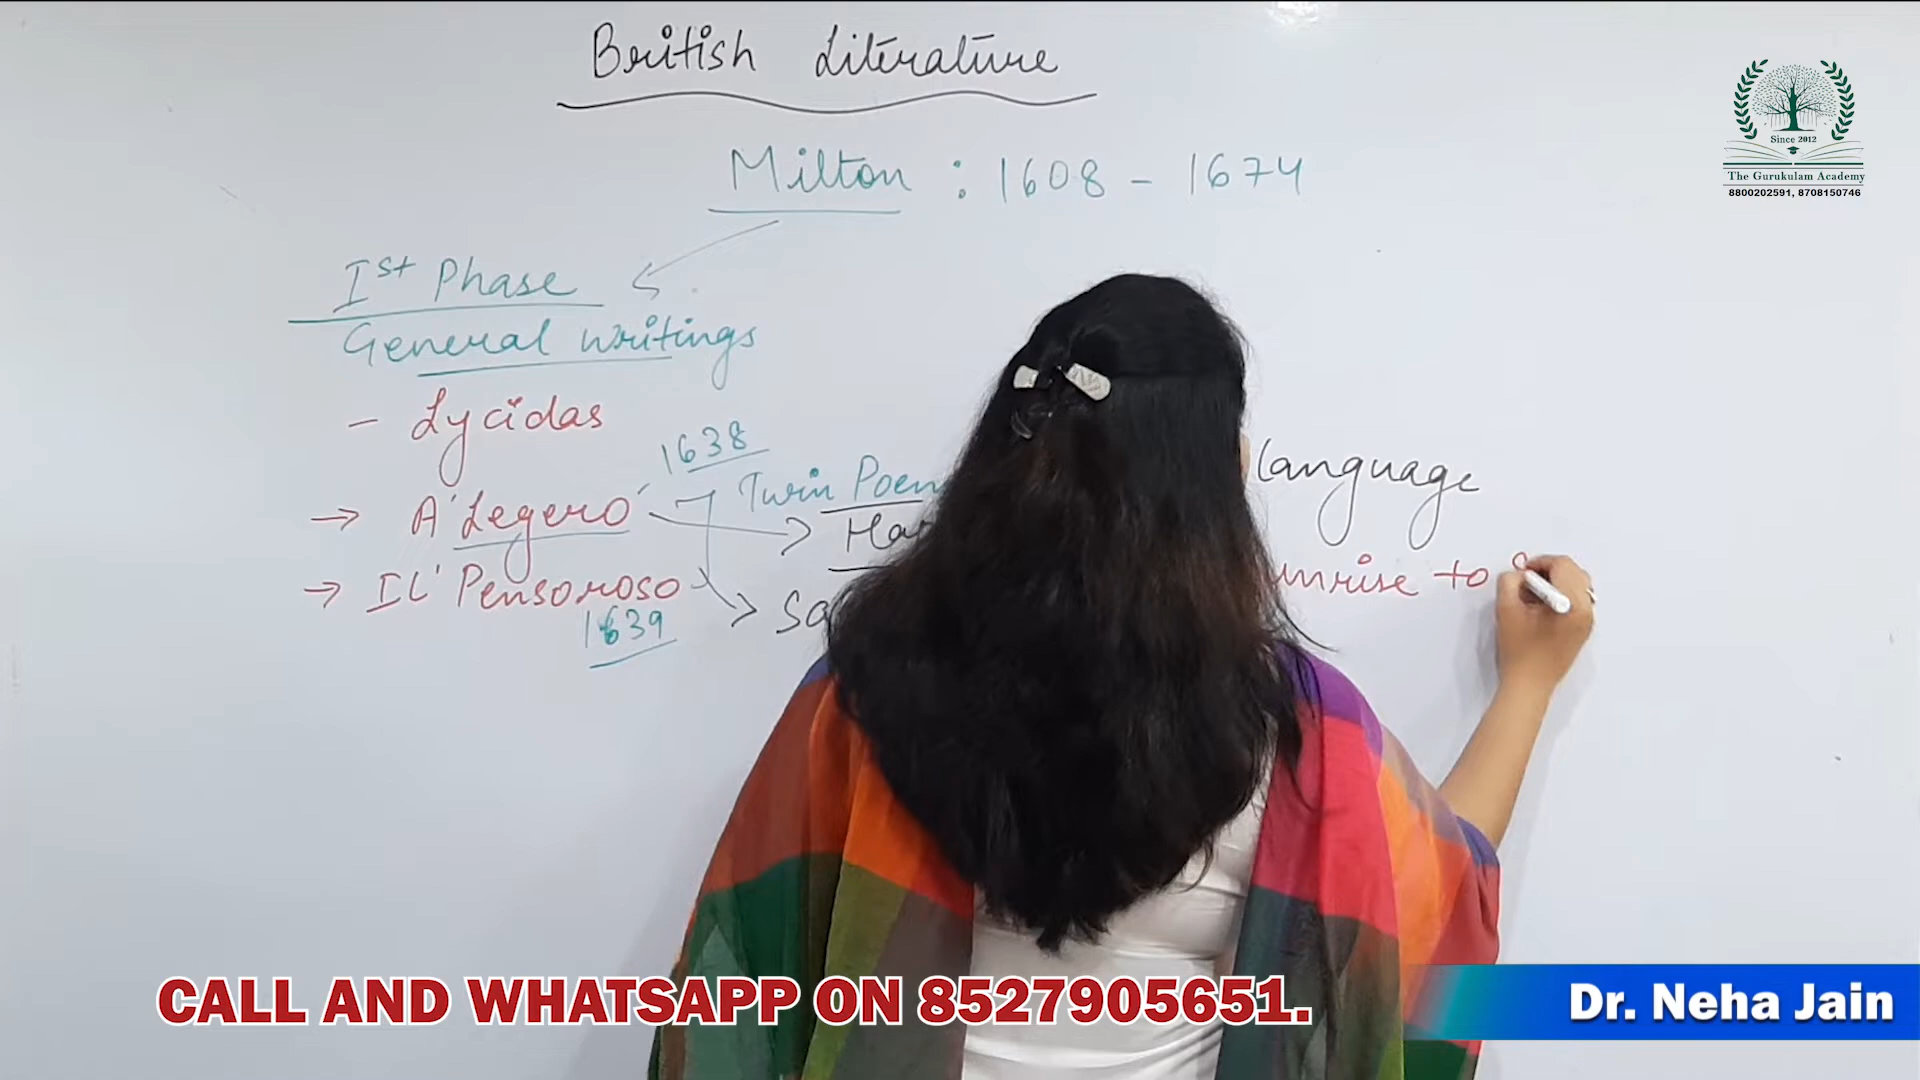 British Literature
Milton : 1608 - 1674
Since 2012
The Gurukulam Academy
8800202591, 8708150746
Ist Phase
General writings
- Lycidas
1638
language
Twin Poem
A' Legero'
IL' Pensoroso
to
1639
CALL AND WHATSAPP ON 8527905651.
Dr. Neha Jain